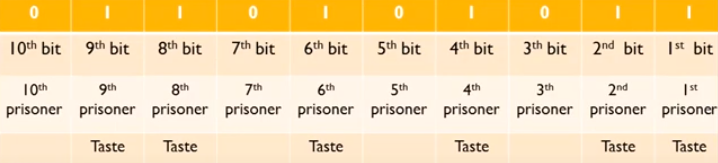 0 1 1 0 1 0 1 0 1 1
10th bit 9th bit 8th bit 7th bit 6th bit 5th bit 4th bit 3th bit 2nd bit 1st bit
10th 9th 8th 7th 6th 5th 4th 3th 2nd 1st
prisoner prisoner prisoner prisoner prisoner prisoner prisoner prisoner prisoner prisoner
Taste Taste Taste Taste Taste Taste